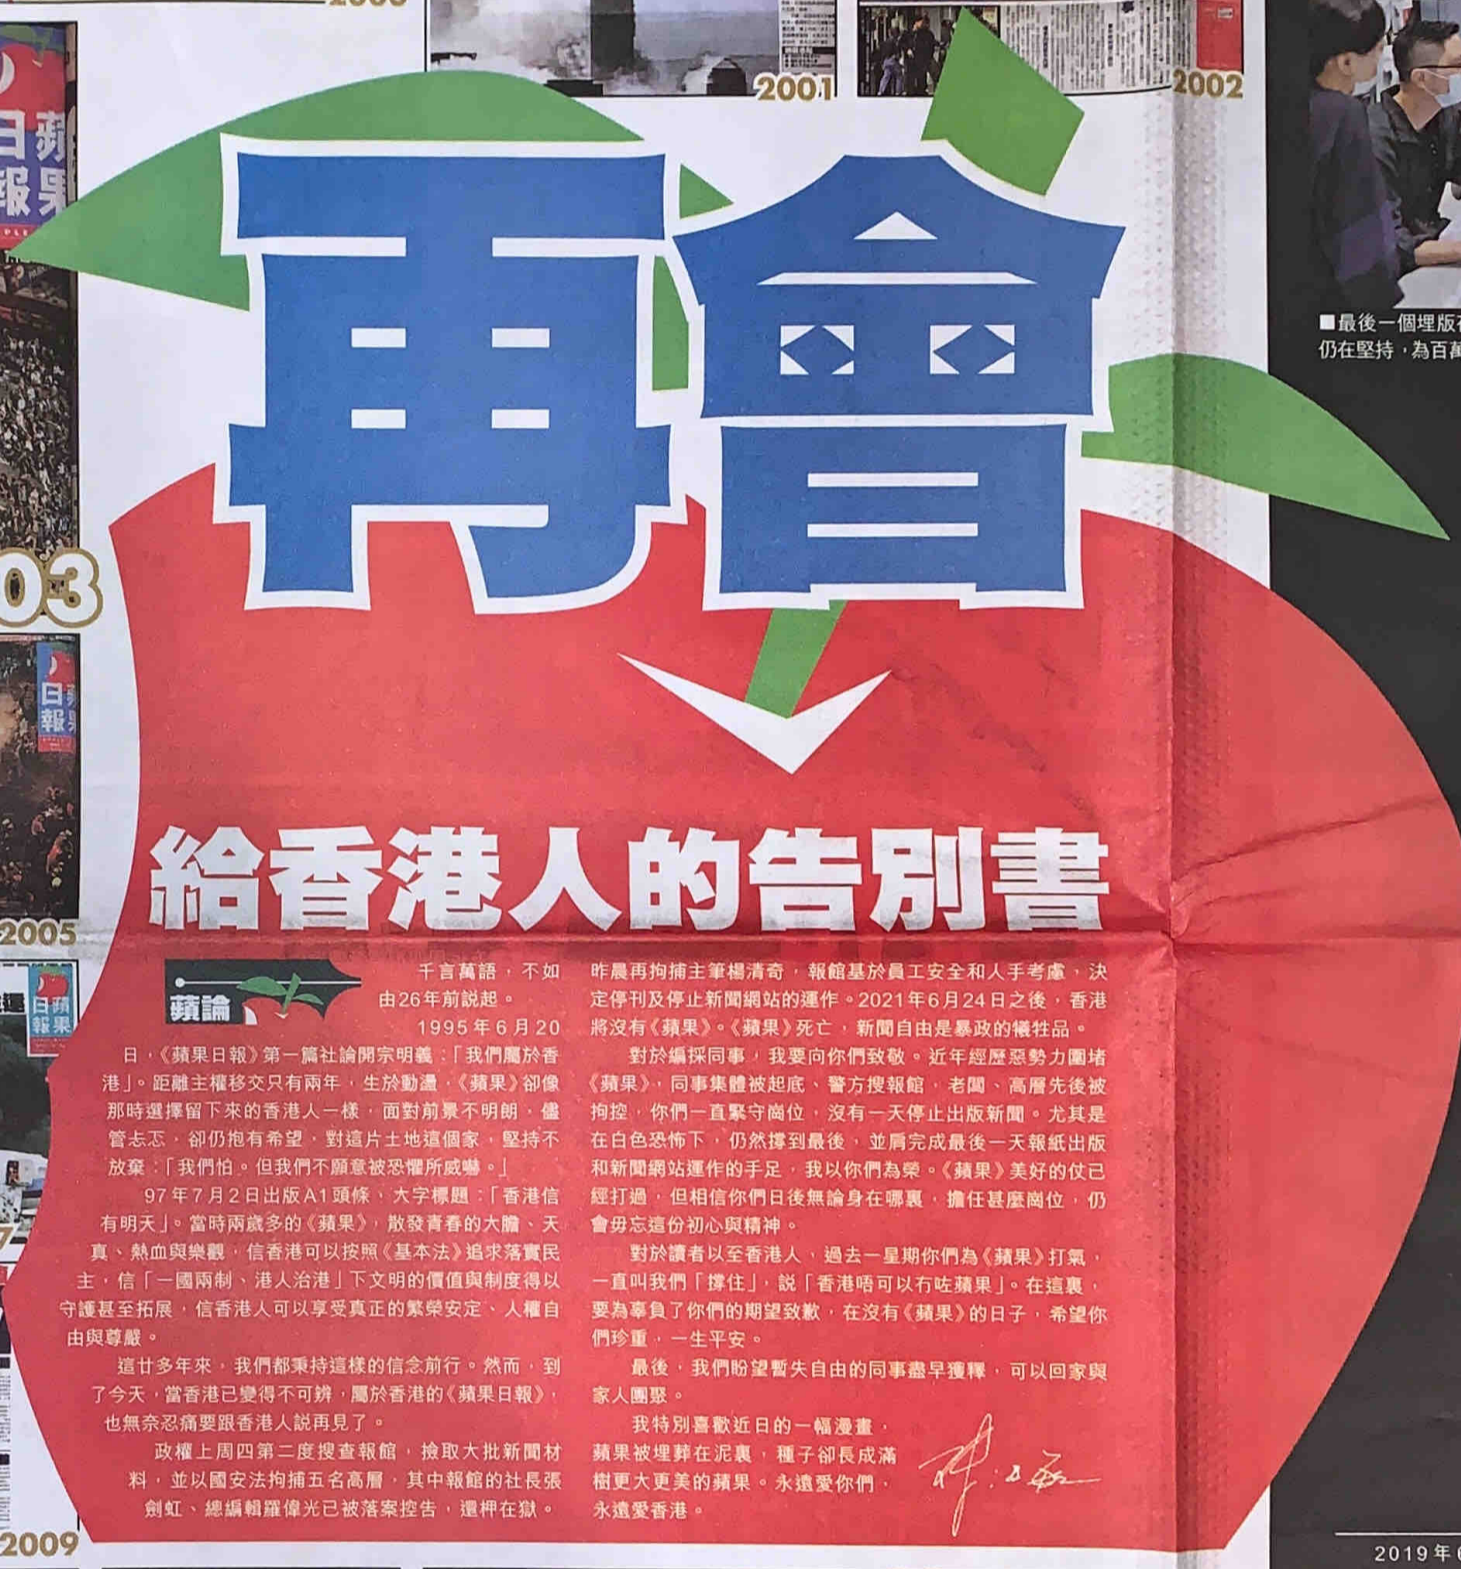 2001
2002
蘋
日
果
報
再會
■最後一個埋版
仍在堅持，為百萬
03
日
報
給香港人的告別書
2005
蘋論
千言萬語，不如
由26年前說起。
1995年6月20
日，《蘋果日報》第一篇社論開宗明義：「我們屬於香
港」。距離主權移交只有兩年，生於動盪，《蘋果》卻像
那時選擇留下來的香港人一樣，面對前景不明朗，儘
管忐忑，卻仍抱有希望，對這片土地這個家，堅持不
放棄：「我們怕。但我們不願意被恐懼所威嚇。」
97年7月2日出版A1頭條，大字標題：「香港信
有明天」。當時兩歲多的《蘋果》，散發青春的大膽、天
真、熱血與樂觀，信香港可以按照《基本法》追求落實民
主，信「一國兩制、港人治港」下文明的價值與制度得以
守護甚至拓展，信香港人可以享受真正的繁榮安定、人權自
由與尊嚴。
這廿多年來，我們都秉持這樣的信念前行。然而，到
了今天，當香港已變得不可辨，屬於香港的《蘋果日報》，
也無奈忍痛要跟香港人說再見了。
政權上周四第二度搜查報館，撿取大批新聞材
料，並以國安法拘捕五名高層，其中報館的社長張
劍虹、總編輯羅偉光已被落案控告，還柙在獄。
昨晨再拘捕主筆楊清奇，報館基於員工安全和人手考慮，決
定停刊及停止新聞網站的運作。2021年6月24日之後，香港
將沒有《蘋果》。《蘋果》死亡，新聞自由是暴政的犧牲品。
對於編採同事，我要向你們致敬。近年經歷惡勢力圍堵
《蘋果》，同事集體被起底、警方搜報館，老闆、高層先後被
拘控，你們一直緊守崗位，沒有一天停止出版新聞。尤其是
在白色恐怖下，仍然撐到最後，並肩完成最後一天報紙出版
和新聞網站運作的手足，我以你們為榮。《蘋果》美好的仗已
經打過，但相信你們日後無論身在哪裏，擔任甚麼崗位，仍
會毋忘這份初心與精神。
對於讀者以至香港人，過去一星期你們為《蘋果》打氣，
一直叫我們「撐住」，說「香港唔可以冇咗蘋果」。在這裏，
要為辜負了你們的期望致歉，在沒有《蘋果》的日子，希望你
們珍重，一生平安。
最後，我們盼望暫失自由的同事盡早獲釋，可以回家與
家人團聚。
我特別喜歡近日的一幅漫畫，
蘋果被埋葬在泥裏，種子卻長成滿
樹更大更美的蘋果。永遠愛你們，
永遠愛香港。
2009
2019年